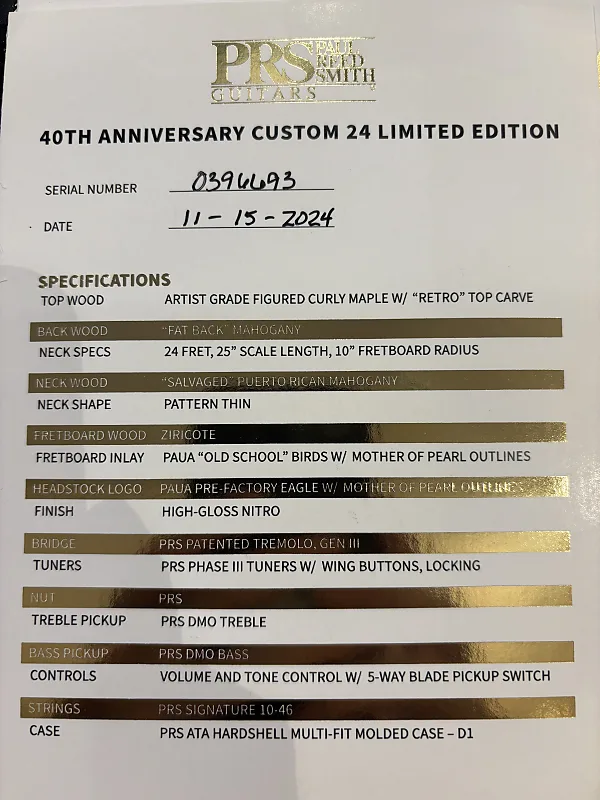 PRS PAUL REED SMITH
GUITARS
40TH ANNIVERSARY CUSTOM 24 LIMITED EDITION
SERIAL NUMBER 0396693
DATE 11-15-2024
SPECIFICATIONS
TOP WOOD ARTIST GRADE FIGURED CURLY MAPLE W/ “RETRO” TOP CARVE
BACK WOOD “FAT BACK” MAHOGANY
NECK SPECS 24 FRET, 25” SCALE LENGTH, 10” FRETBOARD RADIUS
NECK WOOD “SALVAGED” PUERTO RICAN MAHOGANY
NECK SHAPE PATTERN THIN
FRETBOARD WOOD ZIRICOTE
FRETBOARD INLAY PAUA “OLD SCHOOL” BIRDS W/ MOTHER OF PEARL OUTLINES
HEADSTOCK LOGO PAUA PRE-FACTORY EAGLE W/ MOTHER OF PEARL OUTLINES
FINISH HIGH-GLOSS NITRO
BRIDGE PRS PATENTED TREMOLO, GEN III
TUNERS PRS PHASE III TUNERS W/ WING BUTTONS, LOCKING
NUT PRS
TREBLE PICKUP PRS DMO TREBLE
BASS PICKUP PRS DMO BASS
CONTROLS VOLUME AND TONE CONTROL W/ 5-WAY BLADE PICKUP SWITCH
STRINGS PRS SIGNATURE 10-46
CASE PRS ATA HARDSHELL MULTI-FIT MOLDED CASE – D1